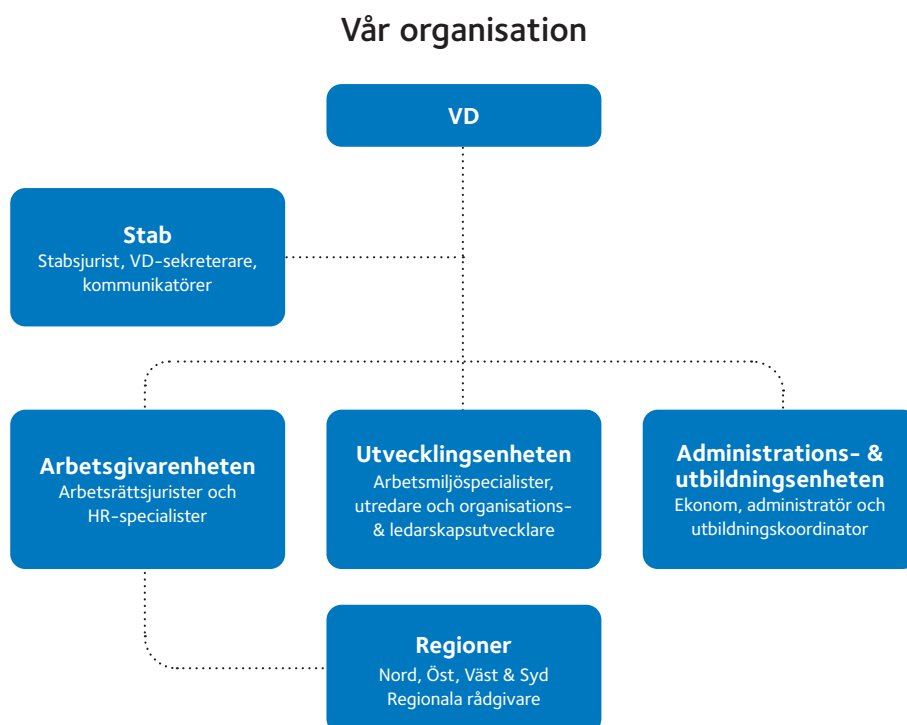 Vår organisation
VD
Stab
Stabsjurist, VD-sekreterare,
kommunikatörer
Arbetsgivarenheten
Arbetsrättsjurister och
HR-specialister
Utvecklingsenheten
Arbetsmiljöspecialister,
utredare och organisations-
& ledarskapsutvecklare
Administrations- &
utbildningsenheten
Ekonom, administratör och
utbildningskoordinator
Regioner
Nord, Öst, Väst & Syd
Regionala rådgivare